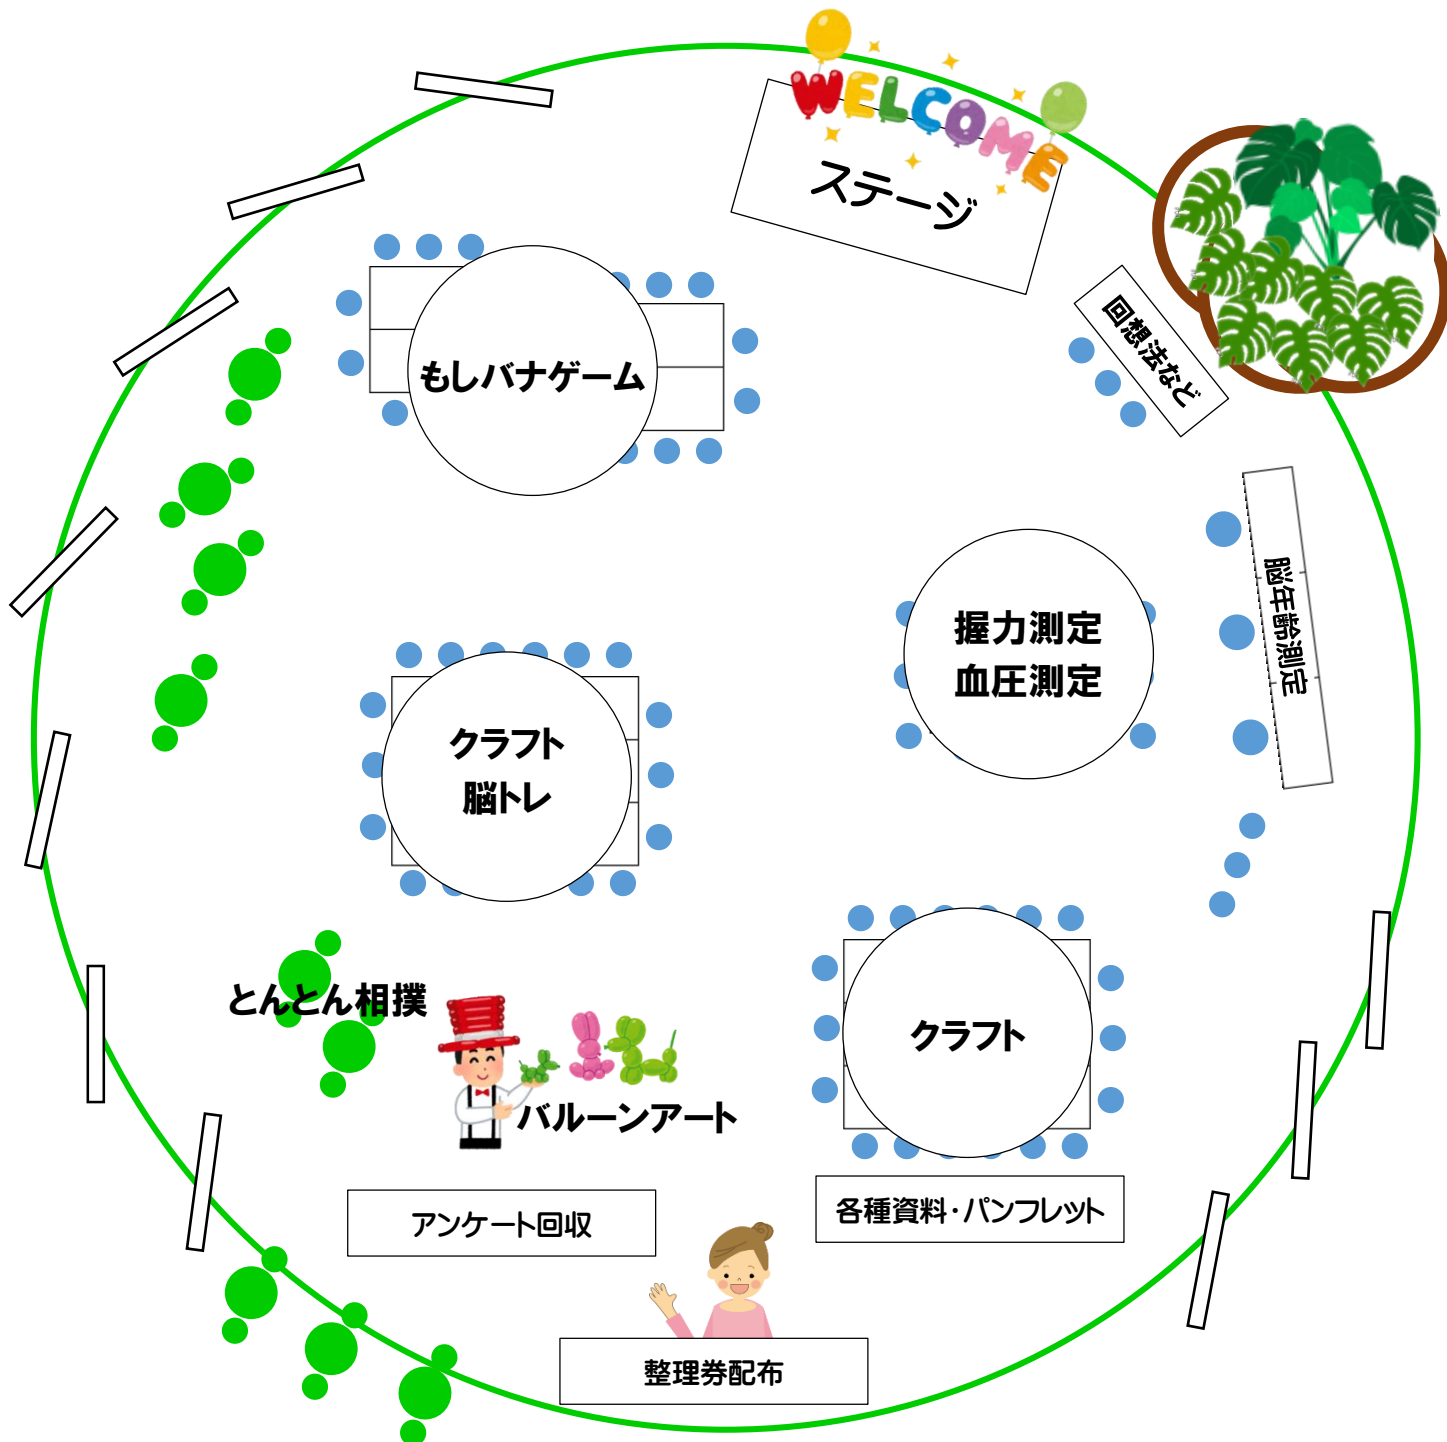 WELCOME
ステージ
回想法など
もしバナゲーム
脳年齢測定
握力測定
血圧測定
クラフト
脳トレ
とんとん相撲
バルーンアート
クラフト
アンケート回収
各種資料・パンフレット
整理券配布